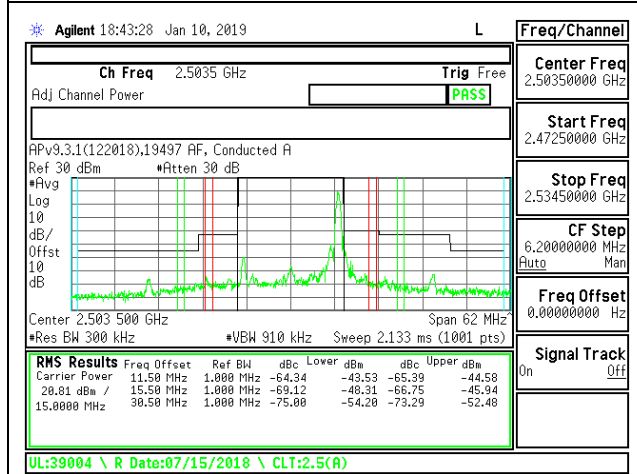 Agilent 18:43:28 Jan 10, 2019 L
Freq/Channel
Ch Freq 2.5035 GHz Trig Free
Adj Channel Power PASS
Center Freq
2.50350000 GHz
Start Freq
2.47250000 GHz
Stop Freq
2.53450000 GHz
CF Step
6.20000000 MHz
Auto Man
Freq Offset
0.00000000 Hz
Signal Track
On Off
APv9.3.1(122018),19497 AF, Conducted A
Ref 30 dBm #Atten 30 dB
#Avg
Log
10
dB/
Offst
10
dB
Center 2.503 500 GHz Span 62 MHz^
#Res BW 300 kHz #VBW 910 kHz Sweep 2.133 ms (1001 pts)
RMS Results Freq Offset Ref BW dBc Lower dBm dBc Upper dBm
Carrier Power 11.50 MHz 1.000 MHz -64.34 -43.53 -65.39 -44.58
20.81 dBm / 15.50 MHz 1.000 MHz -69.12 -48.31 -66.75 -45.94
15.0000 MHz 30.50 MHz 1.000 MHz -75.00 -54.20 -73.29 -52.48
UL:39004 \ R Date:07/15/2018 \ CLT:2.5(A)